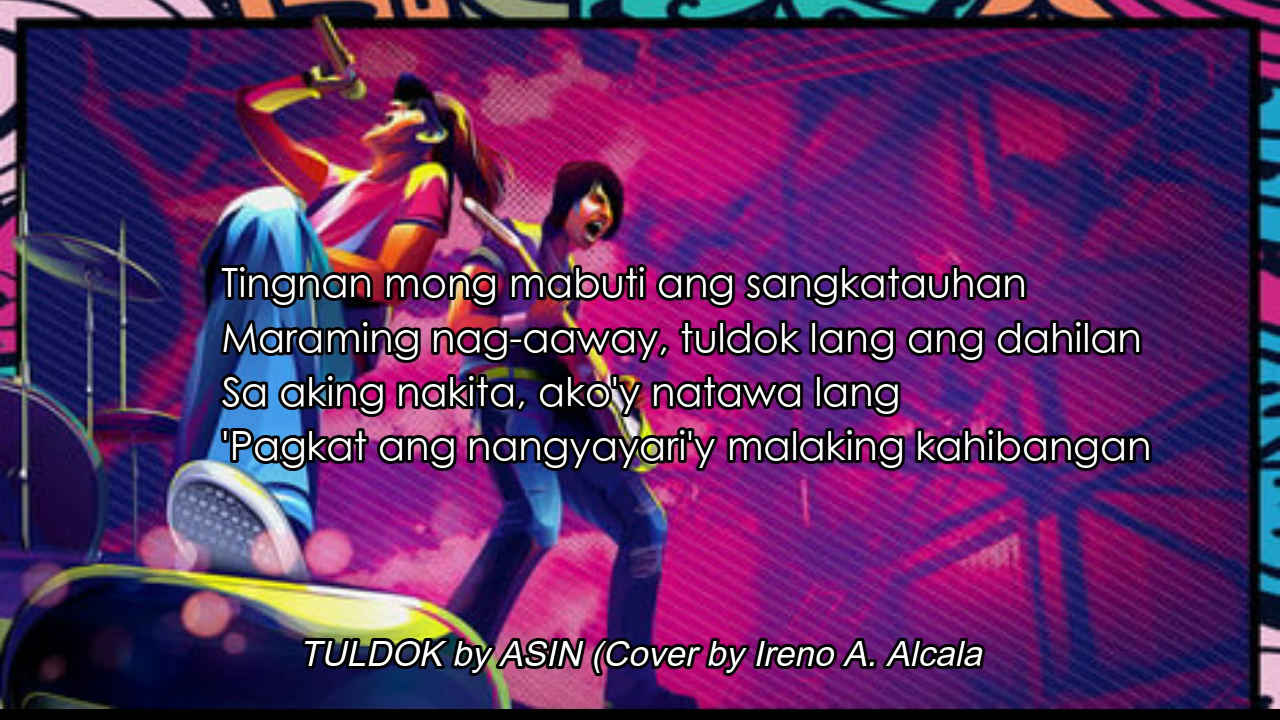 Tingnan mong mabuti ang sangkatauhan
Maraming nag-aaway, tuldok lang ang dahilan
Sa aking nakita, ako'y natawa lang
'Pagkat ang nangyayari'y malaking kahibangan
TULDOK by ASIN (Cover by Ireno A. Alcala